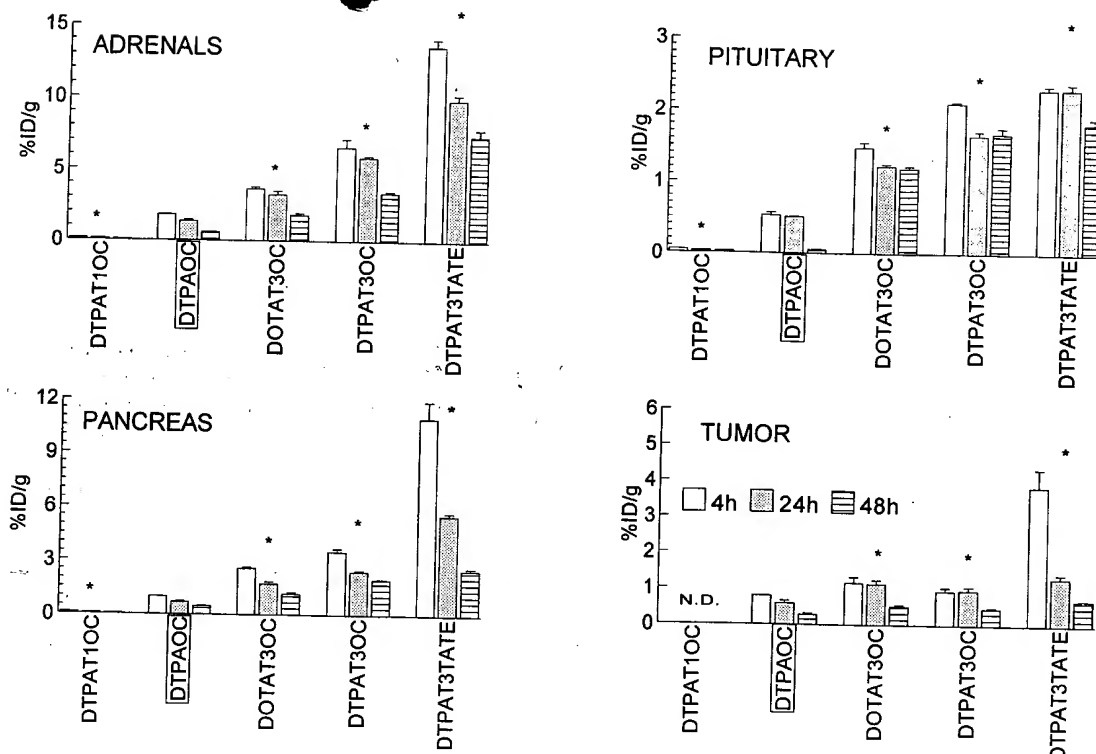 ADRENALS
15
10
5
0
%ID/g
*
*
*
*
DTPAT1OC
DTPAOC
DOTAT3OC
DTPAT3OC
DTPAT3TATE
PITUITARY
3
2
1
0
%ID/g
*
*
*
*
DTPAT1OC
DTPAOC
DOTAT3OC
DTPAT3OC
DTPAT3TATE
PANCREAS
12
9
6
3
0
%ID/g
*
*
*
*
DTPAT1OC
DTPAOC
DOTAT3OC
DTPAT3OC
DTPAT3TATE
TUMOR
6
5
4
3
2
1
0
%ID/g
4h 24h 48h
N.D.
*
*
*
DTPAT1OC
DTPAOC
DOTAT3OC
DTPAT3OC
DTPAT3TATE